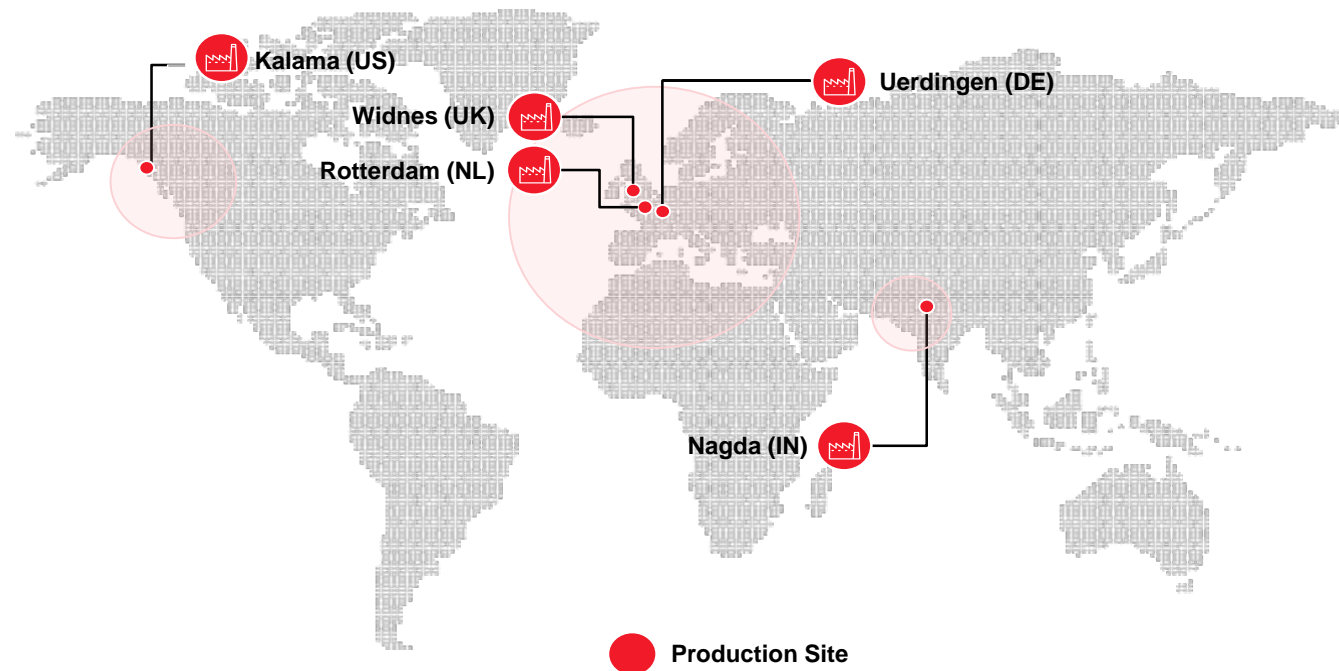 Kalama (US)
Uerdingen (DE)
Widnes (UK)
Rotterdam (NL)
Nagda (IN)
Production Site